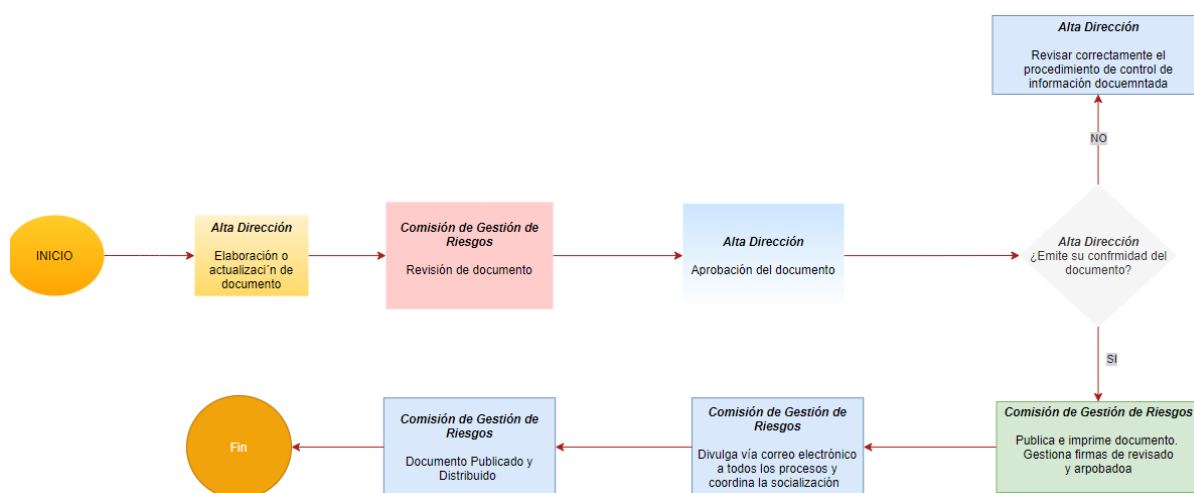 Alta Dirección
Revisar correctamente el
procedimiento de control de
información docuemntada
NO
INICIO
Alta Dirección
Elaboración o
actualizaci´n de
documento
Comisión de Gestión de
Riesgos
Revisión de documento
Alta Dirección
Aprobación del documento
Alta Dirección
¿Emite su confrmidad del
documento?
SI
Comisión de Gestión de Riesgos
Publica e imprime documento.
Gestiona firmas de revisado
y arpobadoa
Comisión de Gestión de
Riesgos
Divulga vía correo electrónico
a todos los procesos y
coordina la socialización
Comisión de Gestión de
Riesgos
Documento Publicado y
Distribuido
Fin